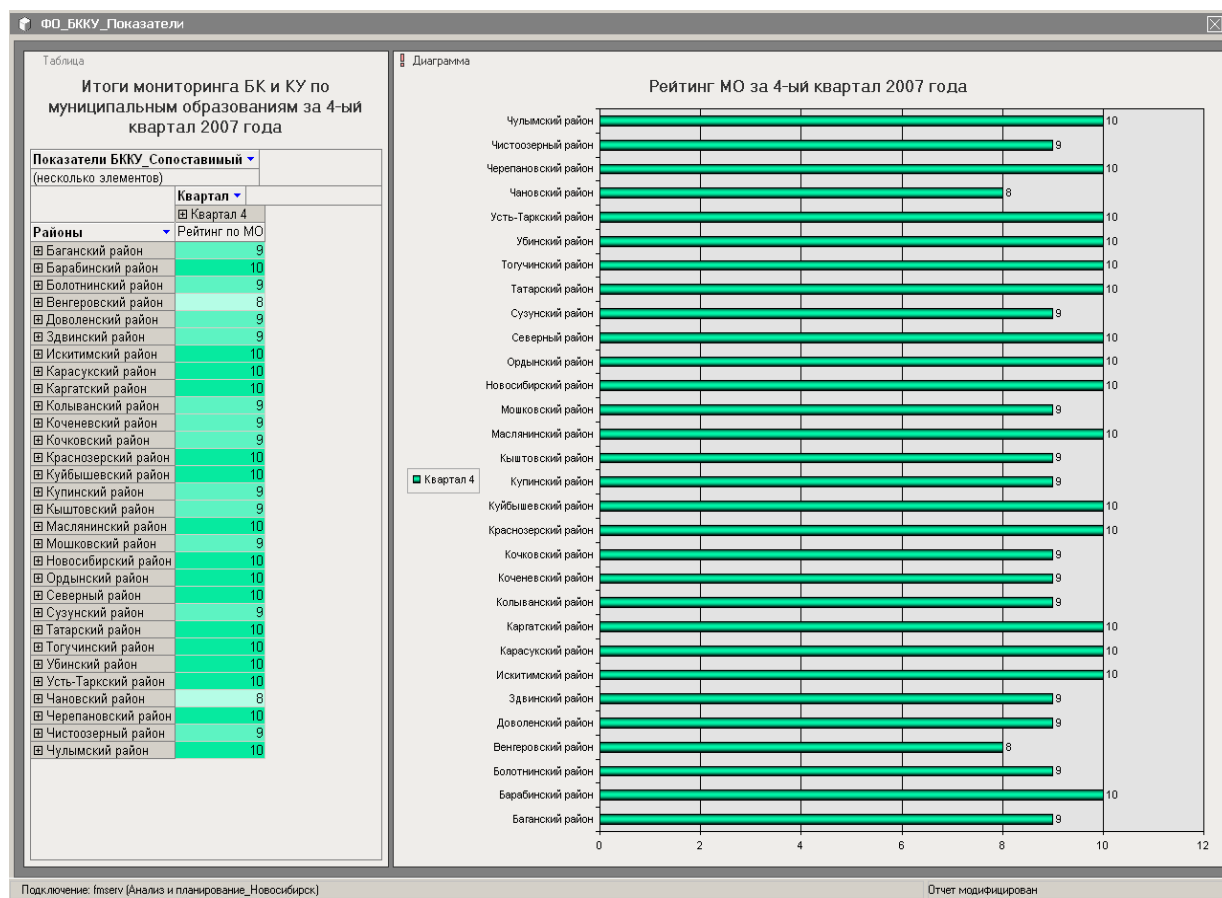 ФО_БККУ_Показатели
Таблица
Итоги мониторинга БК и КУ по
муниципальным образованиям за 4-ый
квартал 2007 года
Показатели БККУ_Сопоставимый
(несколько элементов)
Квартал
Квартал 4
Районы Рейтинг по МО
Баганский район 9
Барабинский район 10
Болотнинский район 9
Венгеровский район 8
Доволенский район 9
Здвинский район 9
Искитимский район 10
Карасукский район 10
Каргатский район 10
Колыванский район 9
Коченевский район 9
Кочковский район 9
Краснозерский район 10
Куйбышевский район 10
Купинский район 9
Кыштовский район 9
Маслянинский район 10
Мошковский район 9
Новосибирский район 10
Ордынский район 10
Северный район 10
Сузунский район 9
Татарский район 10
Тогучинский район 10
Убинский район 10
Усть-Таркский район 10
Чановский район 8
Черепановский район 10
Чистоозерный район 9
Чулымский район 10
Диаграмма
Рейтинг МО за 4-ый квартал 2007 года
Чулымский район 10
Чистоозерный район 9
Черепановский район 10
Чановский район 8
Усть-Таркский район 10
Убинский район 10
Тогучинский район 10
Татарский район 10
Сузунский район 9
Северный район 10
Ордынский район 10
Новосибирский район 10
Мошковский район 9
Маслянинский район 10
Кыштовский район 9
Квартал 4
Купинский район 9
Куйбышевский район 10
Краснозерский район 10
Кочковский район 9
Коченевский район 9
Колыванский район 9
Каргатский район 10
Карасукский район 10
Искитимский район 10
Здвинский район 9
Доволенский район 9
Венгеровский район 8
Болотнинский район 9
Барабинский район 10
Баганский район 9
0 2 4 6 8 10 12
Подключение: fmserv (Анализ и планирование_Новосибирск)
Отчет модифицирован